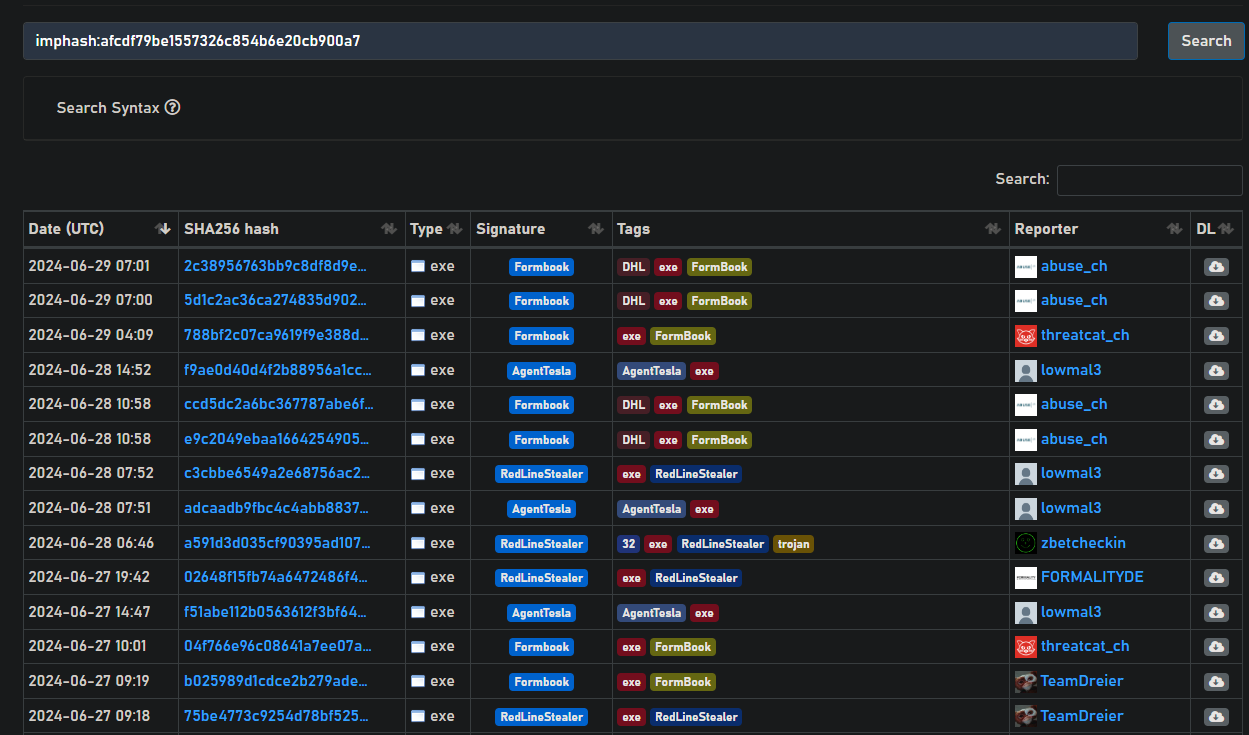 imphash:afcdf79be1557326c854b6e20cb900a7 Search
Search Syntax
Search:
Date (UTC) SHA256 hash Type Signature Tags Reporter DL
2024-06-29 07:01 2c38956763bb9c8df8d9e… exe Formbook DHL exe FormBook abuse_ch
2024-06-29 07:00 5d1c2ac36ca274835d902… exe Formbook DHL exe FormBook abuse_ch
2024-06-29 04:09 788bf2c07ca9619f9e388d… exe Formbook exe FormBook threatcat_ch
2024-06-28 14:52 f9ae0d40d4f2b88956a1cc… exe AgentTesla AgentTesla exe lowmal3
2024-06-28 10:58 ccd5dc2a6bc367787abe6f… exe Formbook DHL exe FormBook abuse_ch
2024-06-28 10:58 e9c2049ebaa1664254905… exe Formbook DHL exe FormBook abuse_ch
2024-06-28 07:52 c3cbbe6549a2e68756ac2… exe RedLineStealer exe RedLineStealer lowmal3
2024-06-28 07:51 adcaadb9fbc4c4abb8837… exe AgentTesla AgentTesla exe lowmal3
2024-06-28 06:46 a591d3d035cf90395ad107… exe RedLineStealer 32 exe RedLineStealer trojan zbetcheckin
2024-06-27 19:42 02648f15fb74a6472486f4… exe RedLineStealer exe RedLineStealer FORMALITYDE
2024-06-27 14:47 f51abe112b0563612f3bf64… exe AgentTesla AgentTesla exe lowmal3
2024-06-27 10:01 04f766e96c08641a7ee07a… exe Formbook exe FormBook threatcat_ch
2024-06-27 09:19 b025989d1cdce2b279ade… exe Formbook exe FormBook TeamDreier
2024-06-27 09:18 75be4773c9254d78bf525… exe RedLineStealer exe RedLineStealer TeamDreier